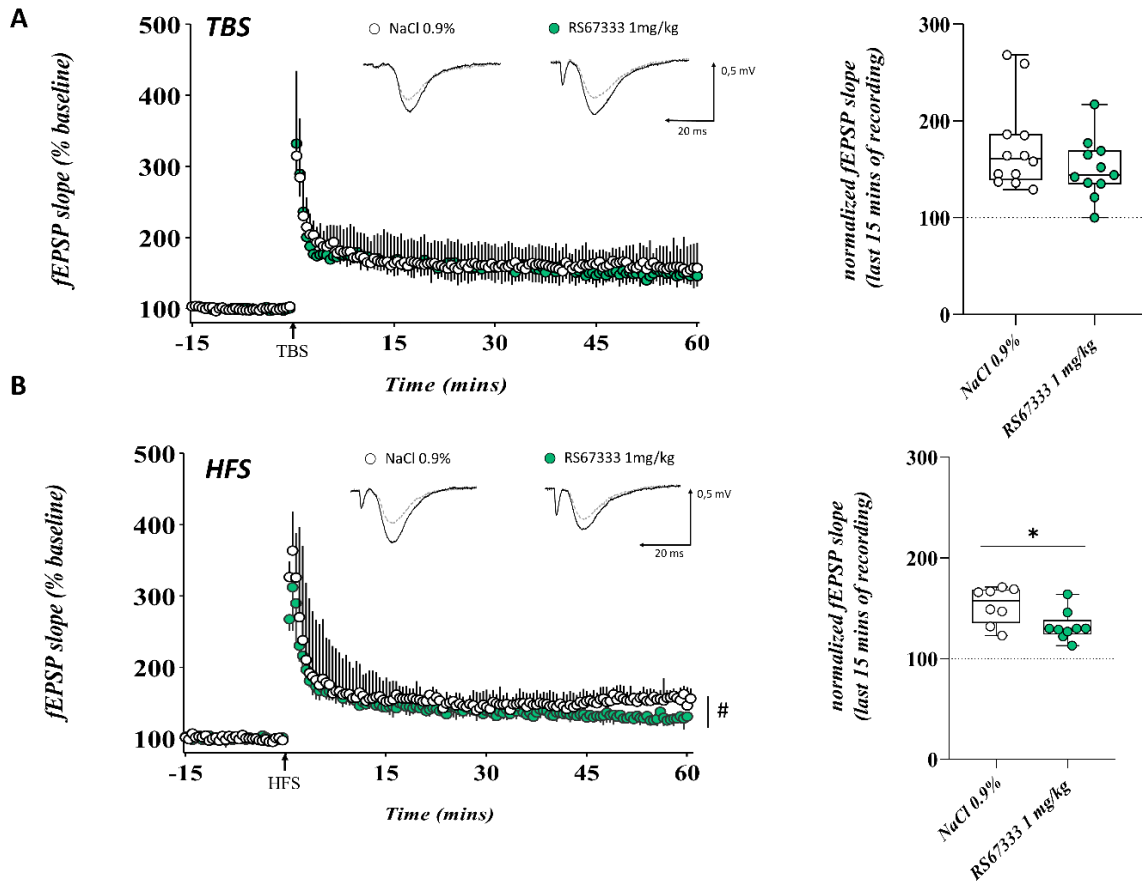 A
TBS
NaCl 0.9%
RS67333 1mg/kg
0,5 mV
20 ms
fEPSP slope (% baseline)
500
400
300
200
100
-15
15
30
45
60
TBS
Time (mins)
normalized fEPSP slope
(last 15 mins of recording)
300
200
100
0
NaCl 0.9%
RS67333 1 mg/kg
B
HFS
NaCl 0.9%
RS67333 1mg/kg
0,5 mV
20 ms
fEPSP slope (% baseline)
500
400
300
200
100
#
-15
15
30
45
60
HFS
Time (mins)
normalized fEPSP slope
(last 15 mins of recording)
300
200
100
0
*
NaCl 0.9%
RS67333 1 mg/kg